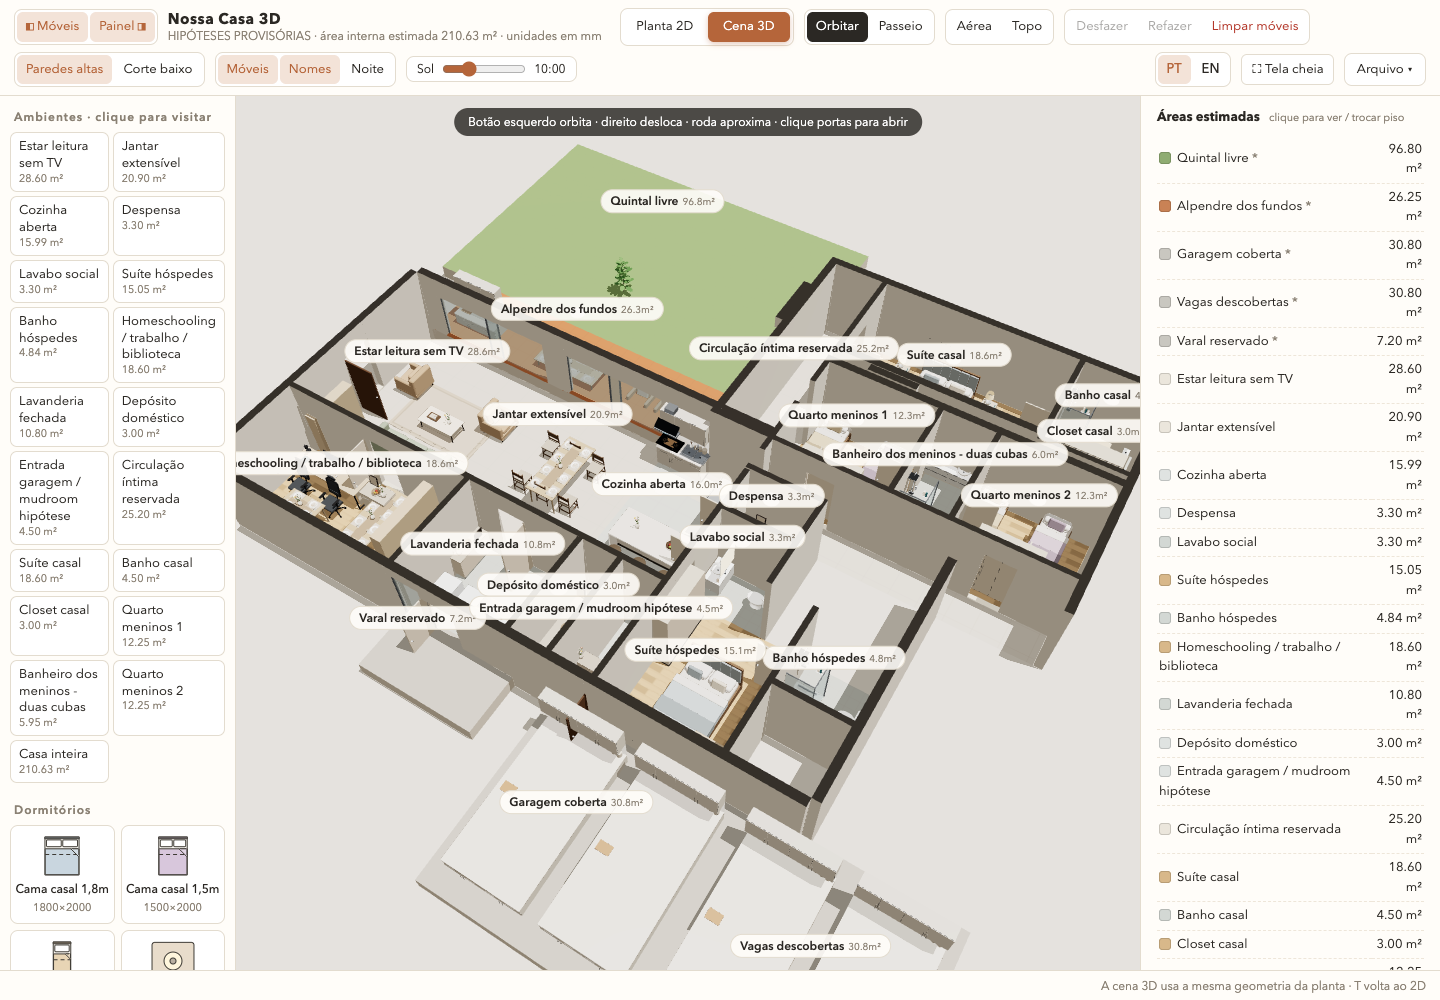 Móveis
Painel
Nossa Casa 3D
HIPÓTESES PROVISÓRIAS · área interna estimada 210.63 m² · unidades em mm
Planta 2D
Cena 3D
Orbitar
Passeio
Aérea
Topo
Desfazer
Refazer
Limpar móveis
Paredes altas
Corte baixo
Móveis
Nomes
Noite
Sol
10:00
PT
EN
Tela cheia
Arquivo
Ambientes · clique para visitar
Estar leitura
sem TV
28.60 m²
Jantar
extensível
20.90 m²
Cozinha
aberta
15.99 m²
Despensa
3.30 m²
Lavabo social
3.30 m²
Suíte hóspedes
15.05 m²
Banho
hóspedes
4.84 m²
Homeschooling
/ trabalho /
biblioteca
18.60 m²
Lavanderia
fechada
10.80 m²
Depósito
doméstico
3.00 m²
Entrada
garagem /
mudroom
hipótese
4.50 m²
Circulação
íntima
reservada
25.20 m²
Suíte casal
18.60 m²
Banho casal
4.50 m²
Closet casal
3.00 m²
Quarto
meninos 1
12.25 m²
Banheiro dos
meninos -
duas cubas
5.95 m²
Quarto
meninos 2
12.25 m²
Casa inteira
210.63 m²
Dormitórios
Cama casal 1,8m
1800×2000
Cama casal 1,5m
1500×2000
Botão esquerdo orbita · direito desloca · roda aproxima · clique portas para abrir
Quintal livre 96.8m²
Alpendre dos fundos 26.3m²
Estar leitura sem TV 28.6m²
Circulação íntima reservada 25.2m²
Suíte casal 18.6m²
Banho casal 4
Jantar extensível 20.9m²
Quarto meninos 1 12.3m²
Closet casal 3.0m
Banheiro dos meninos - duas cubas 6.0m²
eschooling / trabalho / biblioteca 18.6m²
Cozinha aberta 16.0m²
Despensa 3.3m²
Quarto meninos 2 12.3m²
Lavabo social 3.3m²
Lavanderia fechada 10.8m²
Depósito doméstico 3.0m²
Entrada garagem / mudroom hipótese 4.5m²
Varal reservado 7.2m²
Suíte hóspedes 15.1m²
Banho hóspedes 4.8m²
Garagem coberta 30.8m²
Vagas descobertas 30.8m²
Áreas estimadas clique para ver / trocar piso
Quintal livre * 96.80 m²
Alpendre dos fundos * 26.25 m²
Garagem coberta * 30.80 m²
Vagas descobertas * 30.80 m²
Varal reservado * 7.20 m²
Estar leitura sem TV 28.60 m²
Jantar extensível 20.90 m²
Cozinha aberta 15.99 m²
Despensa 3.30 m²
Lavabo social 3.30 m²
Suíte hóspedes 15.05 m²
Banho hóspedes 4.84 m²
Homeschooling / trabalho /
biblioteca 18.60 m²
Lavanderia fechada 10.80 m²
Depósito doméstico 3.00 m²
Entrada garagem / mudroom
hipótese 4.50 m²
Circulação íntima reservada 25.20 m²
Suíte casal 18.60 m²
Banho casal 4.50 m²
Closet casal 3.00 m²
A cena 3D usa a mesma geometria da planta · T volta ao 2D